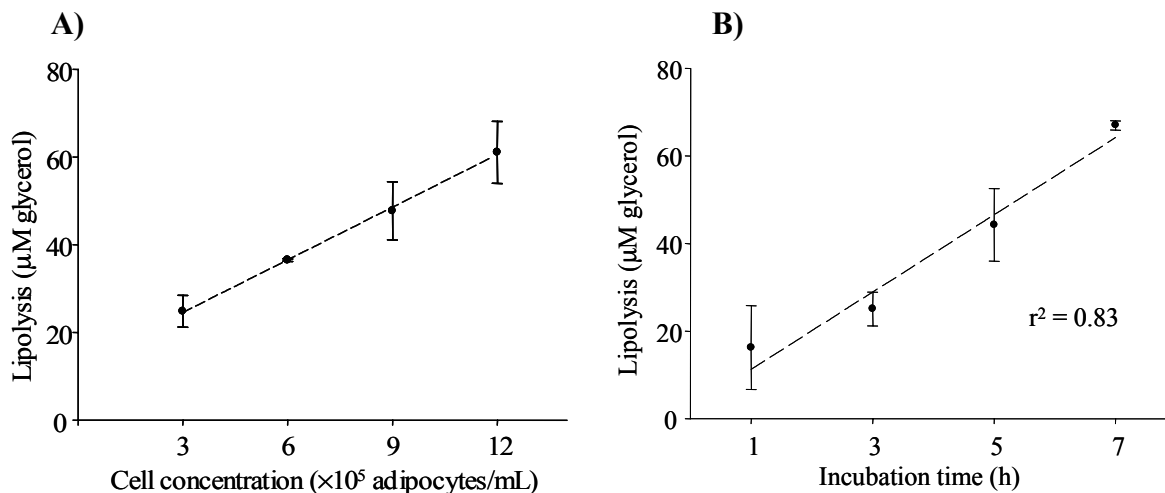 A)
Lipolysis (µM glycerol)
80
60
40
20
0
3 6 9 12
Cell concentration (×10⁵ adipocytes/mL)
B)
Lipolysis (µM glycerol)
80
60
40
20
0
r² = 0.83
1 3 5 7
Incubation time (h)